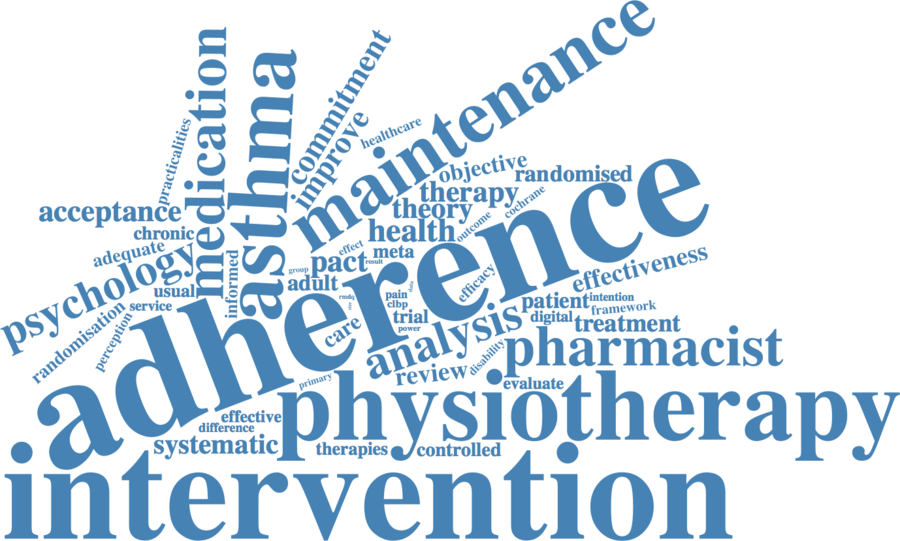 maintenance
commitment
medication
asthma
improve
healthcare
practicalities
objective
randomised
therapy
cochrane
acceptance
theory
outcome
chronic
health
adherence
adequate
effect
meta
effectiveness
psychology
informed
pact
result
group
efficacy
usual
adult
data
service
rmdq
pain
clbp
patient
intention
framework
randomisation
perception
care
trial
power
digital
treatment
analysis
pharmacist
disability
review
primary
evaluate
physiotherapy
effective
difference
systematic
therapies
controlled
intervention